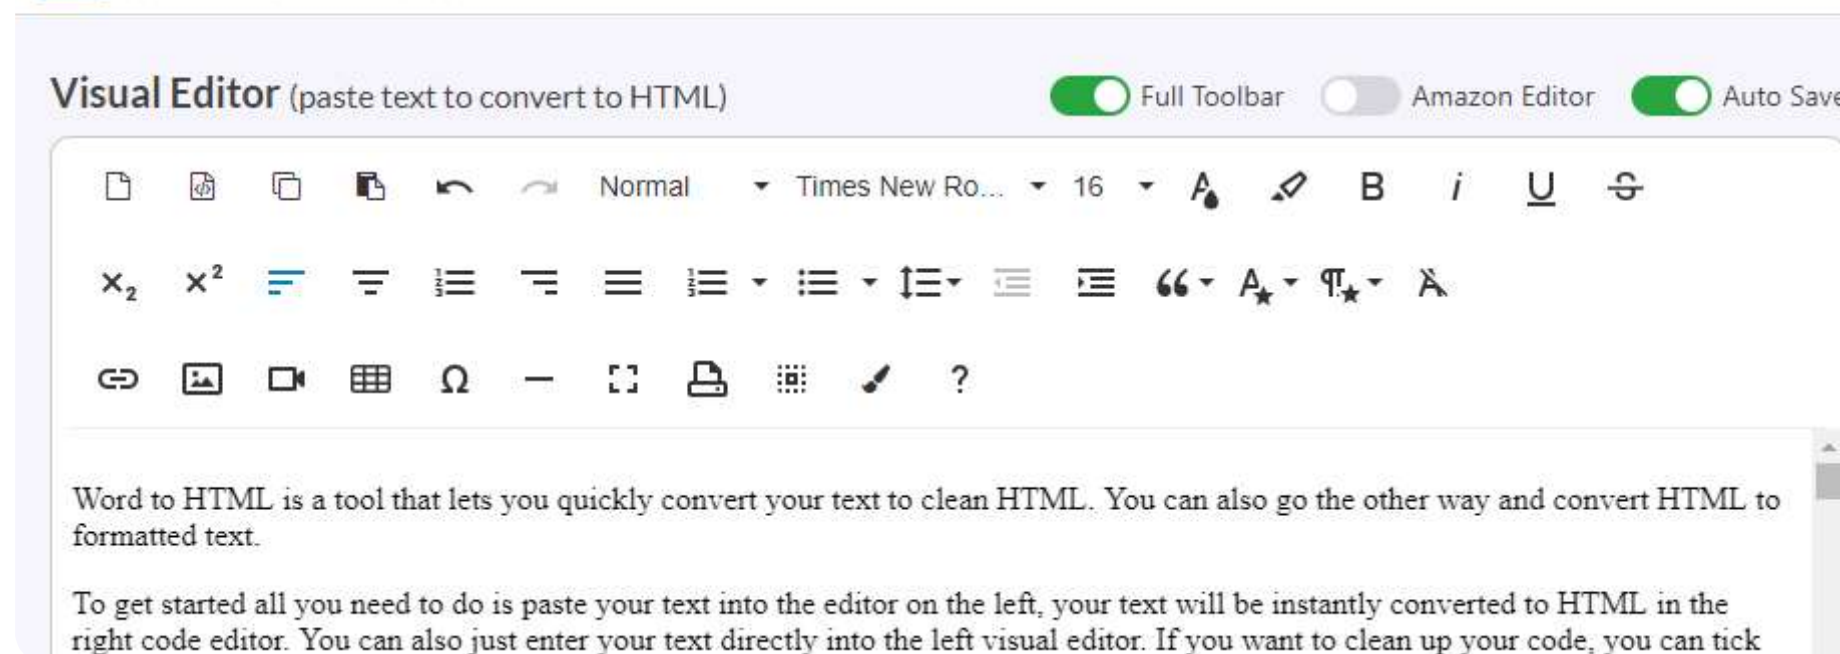 Visual Editor (paste text to convert to HTML) Full Toolbar Amazon Editor Auto Save
Normal Times New Ro... 16 A B i U S
x₂ x²
Ω ?
Word to HTML is a tool that lets you quickly convert your text to clean HTML. You can also go the other way and convert HTML to
formatted text.
To get started all you need to do is paste your text into the editor on the left, your text will be instantly converted to HTML in the
right code editor. You can also just enter your text directly into the left visual editor. If you want to clean up your code, you can tick